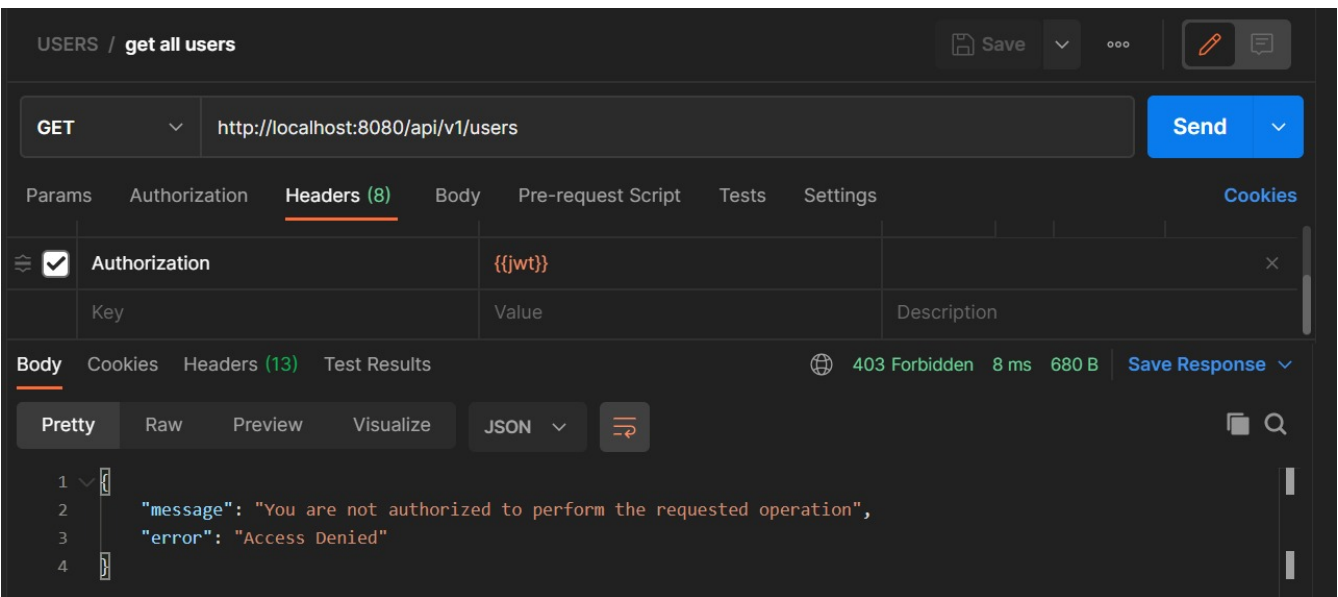 USERS / get all users
Save
GET
http://localhost:8080/api/v1/users
Send
Params Authorization Headers (8) Body Pre-request Script Tests Settings Cookies
Authorization {{jwt}}
Key Value Description
Body Cookies Headers (13) Test Results 403 Forbidden 8 ms 680 B Save Response
Pretty Raw Preview Visualize JSON
1 {
2 "message": "You are not authorized to perform the requested operation",
3 "error": "Access Denied"
4 }